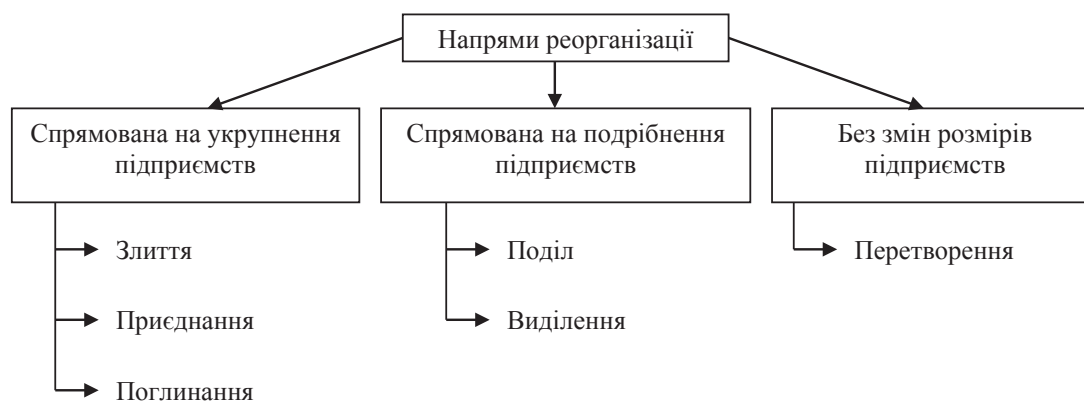 Напрями реорганізації
Спрямована на укрупнення
підприємств
Спрямована на подрібнення
підприємств
Без змін розмірів
підприємств
Злиття
Приєднання
Поглинання
Поділ
Виділення
Перетворення